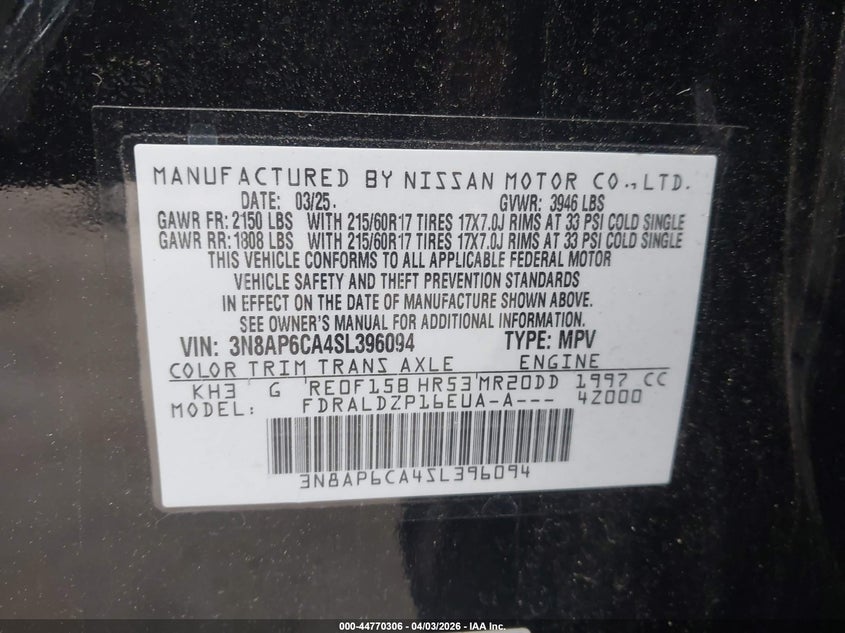 MANUFACTURED BY NISSAN MOTOR CO.,LTD.
DATE: 03/25. GVWR: 3946 LBS
GAWR FR: 2150 LBS WITH 215/60R17 TIRES 17X7.0J RIMS AT 33 PSI COLD SINGLE
GAWR RR: 1808 LBS WITH 215/60R17 TIRES 17X7.0J RIMS AT 33 PSI COLD SINGLE
THIS VEHICLE CONFORMS TO ALL APPLICABLE FEDERAL MOTOR
VEHICLE SAFETY AND THEFT PREVENTION STANDARDS
IN EFFECT ON THE DATE OF MANUFACTURE SHOWN ABOVE.
SEE OWNER'S MANUAL FOR ADDITIONAL INFORMATION.
VIN: 3N8AP6CA4SL396094 TYPE: MPV
COLOR TRIM TRANS AXLE ENGINE
KH3 G RE0F15B HR53 MR20DD 1997 CC
MODEL: FDRALDZP16EUA-A--- 4Z000
3N8AP6CA4SL396094
000-44770306 - 04/03/2026 - IAA Inc.